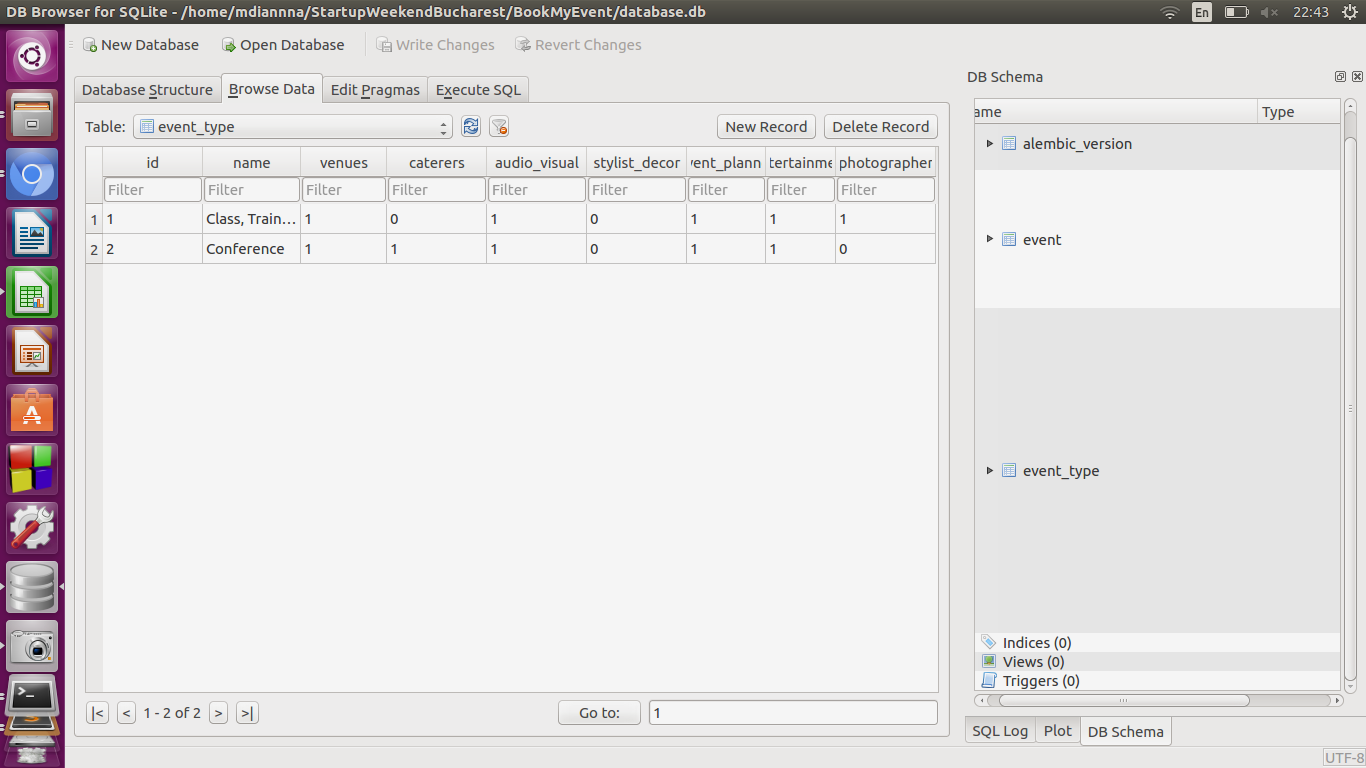 DB Browser for SQLite - /home/mdiannna/StartupWeekendBucharest/BookMyEvent/database.db En 22:43
New Database Open Database Write Changes Revert Changes
Database Structure Browse Data Edit Pragmas Execute SQL
Table: event_type New Record Delete Record
id name venues caterers audio_visual stylist_decor vent_plann tertainme photographer
Filter Filter Filter Filter Filter Filter Filter Filter Filter
1 1 Class, Train... 1 0 1 0 1 1 1
2 2 Conference 1 1 1 0 1 1 0
|< < 1 - 2 of 2 > >| Go to: 1
DB Schema
ame Type
alembic_version
event
event_type
Indices (0)
Views (0)
Triggers (0)
SQL Log Plot DB Schema
UTF-8